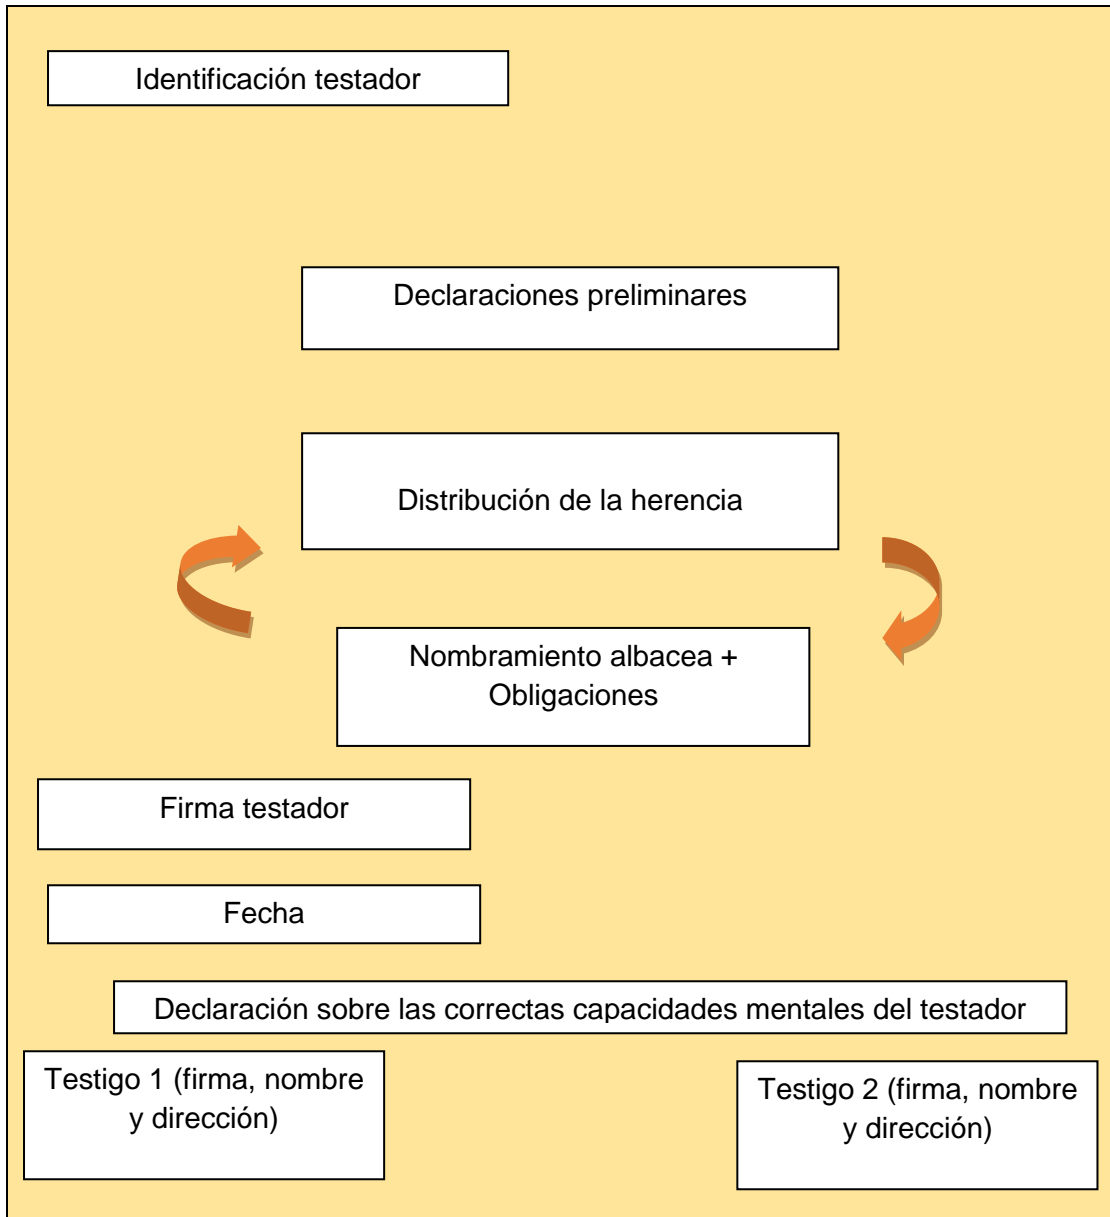 Identificación testador
Declaraciones preliminares
Distribución de la herencia
Nombramiento albacea +
Obligaciones
Firma testador
Fecha
Declaración sobre las correctas capacidades mentales del testador
Testigo 1 (firma, nombre
y dirección)
Testigo 2 (firma, nombre
y dirección)